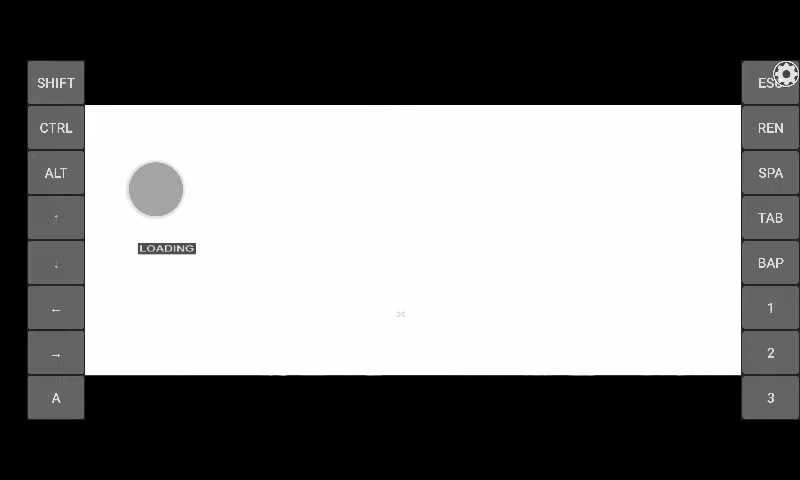 SHIFT
CTRL
ALT
↑
↓
←
→
A
LOADING
REN
SPA
TAB
BAP
1
2
3